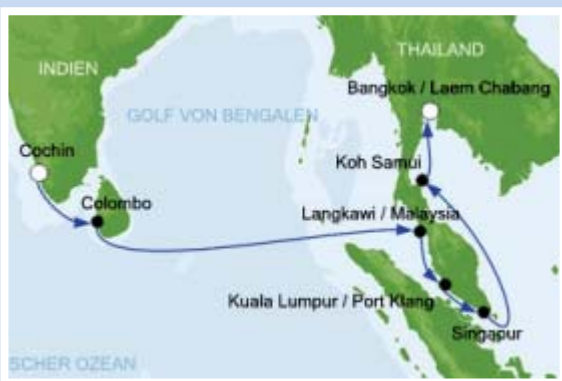 THAILAND
INDIEN
Bangkok / Laem Chabang
GOLF VON BENGALEN
Cochin
Koh Samui
Colombo
Langkawi / Malaysia
Kuala Lumpur / Port Klang
Singapur
SCHER OZEAN